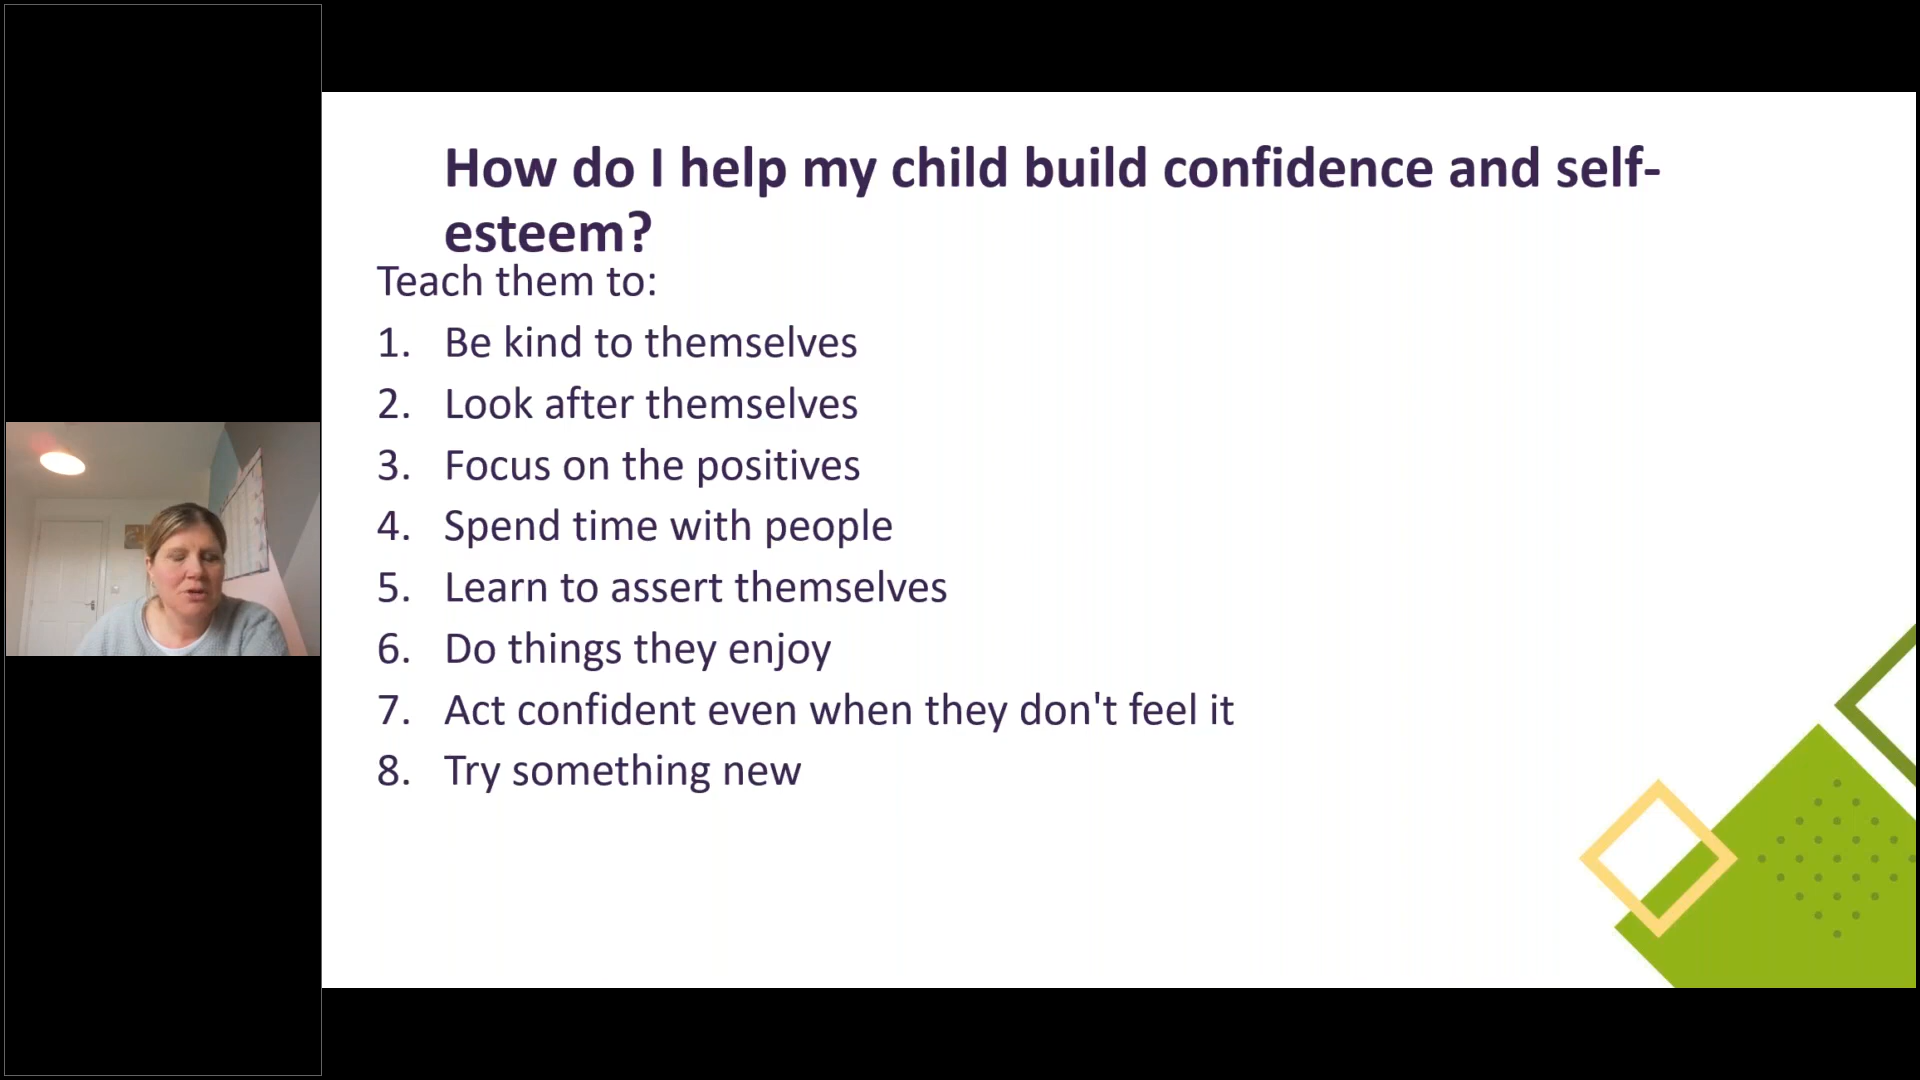 How do I help my child build confidence and self-
esteem?
Teach them to:
1. Be kind to themselves
2. Look after themselves
3. Focus on the positives
4. Spend time with people
5. Learn to assert themselves
6. Do things they enjoy
7. Act confident even when they don't feel it
8. Try something new